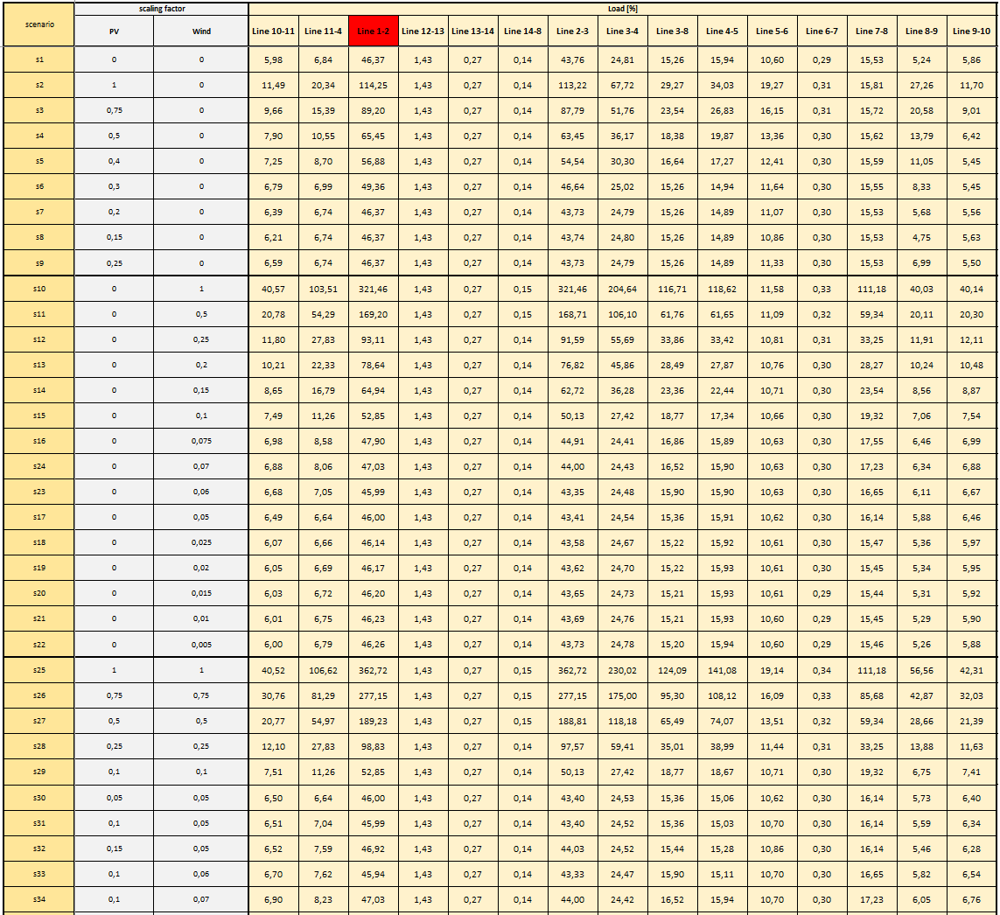 scenario scaling factor Load [%]
PV Wind Line 10-11 Line 11-4 Line 1-2 Line 12-13 Line 13-14 Line 14-8 Line 2-3 Line 3-4 Line 3-8 Line 4-5 Line 5-6 Line 6-7 Line 7-8 Line 8-9 Line 9-10
s1 0 0 5,98 6,84 46,37 1,43 0,27 0,14 43,76 24,81 15,26 15,94 10,60 0,29 15,53 5,24 5,86
s2 1 0 11,49 20,34 114,25 1,43 0,27 0,14 113,22 67,72 29,27 34,03 19,27 0,31 15,81 27,26 11,70
s3 0,75 0 9,66 15,39 89,20 1,43 0,27 0,14 87,79 51,76 23,54 26,83 16,15 0,31 15,72 20,58 9,01
s4 0,5 0 7,90 10,55 65,45 1,43 0,27 0,14 63,45 36,17 18,38 19,87 13,36 0,30 15,62 13,79 6,42
s5 0,4 0 7,25 8,70 56,88 1,43 0,27 0,14 54,54 30,30 16,64 17,27 12,41 0,30 15,59 11,05 5,45
s6 0,3 0 6,79 6,99 49,36 1,43 0,27 0,14 46,64 25,02 15,26 14,94 11,64 0,30 15,55 8,33 5,45
s7 0,2 0 6,39 6,74 46,37 1,43 0,27 0,14 43,73 24,79 15,26 14,89 11,07 0,30 15,53 5,68 5,56
s8 0,15 0 6,21 6,74 46,37 1,43 0,27 0,14 43,74 24,80 15,26 14,89 10,86 0,30 15,53 4,75 5,63
s9 0,25 0 6,59 6,74 46,37 1,43 0,27 0,14 43,73 24,79 15,26 14,89 11,33 0,30 15,53 6,99 5,50
s10 0 1 40,57 103,51 321,46 1,43 0,27 0,15 321,46 204,64 116,71 118,62 11,58 0,33 111,18 40,03 40,14
s11 0 0,5 20,78 54,29 169,20 1,43 0,27 0,15 168,71 106,10 61,76 61,65 11,09 0,32 59,34 20,11 20,30
s12 0 0,25 11,80 27,83 93,11 1,43 0,27 0,14 91,59 55,69 33,86 33,42 10,81 0,31 33,25 11,91 12,11
s13 0 0,2 10,21 22,33 78,64 1,43 0,27 0,14 76,82 45,86 28,49 27,87 10,76 0,30 28,27 10,24 10,48
s14 0 0,15 8,65 16,79 64,94 1,43 0,27 0,14 62,72 36,28 23,36 22,44 10,71 0,30 23,54 8,56 8,87
s15 0 0,1 7,49 11,26 52,85 1,43 0,27 0,14 50,13 27,42 18,77 17,34 10,66 0,30 19,32 7,06 7,54
s16 0 0,075 6,98 8,58 47,90 1,43 0,27 0,14 44,91 24,41 16,86 15,89 10,63 0,30 17,55 6,46 6,99
s24 0 0,07 6,88 8,06 47,03 1,43 0,27 0,14 44,00 24,43 16,52 15,90 10,63 0,30 17,23 6,34 6,88
s23 0 0,06 6,68 7,05 45,99 1,43 0,27 0,14 43,35 24,48 15,90 15,90 10,63 0,30 16,65 6,11 6,67
s17 0 0,05 6,49 6,64 46,00 1,43 0,27 0,14 43,41 24,54 15,36 15,91 10,62 0,30 16,14 5,88 6,46
s18 0 0,025 6,07 6,66 46,14 1,43 0,27 0,14 43,58 24,67 15,22 15,92 10,61 0,30 15,47 5,36 5,97
s19 0 0,02 6,05 6,69 46,17 1,43 0,27 0,14 43,62 24,70 15,22 15,93 10,61 0,30 15,45 5,34 5,95
s20 0 0,015 6,03 6,72 46,20 1,43 0,27 0,14 43,65 24,73 15,21 15,93 10,61 0,29 15,44 5,31 5,92
s21 0 0,01 6,01 6,75 46,23 1,43 0,27 0,14 43,69 24,76 15,21 15,93 10,60 0,29 15,45 5,29 5,90
s22 0 0,005 6,00 6,79 46,26 1,43 0,27 0,14 43,73 24,78 15,20 15,94 10,60 0,29 15,46 5,26 5,88
s25 1 1 40,52 106,62 362,72 1,43 0,27 0,15 362,72 230,02 124,09 141,08 19,14 0,34 111,18 56,56 42,31
s26 0,75 0,75 30,76 81,29 277,15 1,43 0,27 0,15 277,15 175,00 95,30 108,12 16,09 0,33 85,68 42,87 32,03
s27 0,5 0,5 20,77 54,97 189,23 1,43 0,27 0,15 188,81 118,18 65,49 74,07 13,51 0,32 59,34 28,66 21,39
s28 0,25 0,25 12,10 27,83 98,83 1,43 0,27 0,14 97,57 59,41 35,01 38,99 11,44 0,31 33,25 13,88 11,63
s29 0,1 0,1 7,51 11,26 52,85 1,43 0,27 0,14 50,13 27,42 18,77 18,67 10,71 0,30 19,32 6,75 7,41
s30 0,05 0,05 6,50 6,64 46,00 1,43 0,27 0,14 43,40 24,53 15,36 15,06 10,62 0,30 16,14 5,73 6,40
s31 0,1 0,05 6,51 7,04 45,99 1,43 0,27 0,14 43,40 24,52 15,36 15,03 10,70 0,30 16,14 5,59 6,34
s32 0,15 0,05 6,52 7,59 46,92 1,43 0,27 0,14 44,03 24,52 15,44 15,28 10,86 0,30 16,14 5,46 6,28
s33 0,1 0,06 6,70 7,62 45,94 1,43 0,27 0,14 43,33 24,47 15,90 15,11 10,70 0,30 16,65 5,82 6,54
s34 0,1 0,07 6,90 8,23 47,03 1,43 0,27 0,14 44,00 24,42 16,52 15,94 10,70 0,30 17,23 6,05 6,76